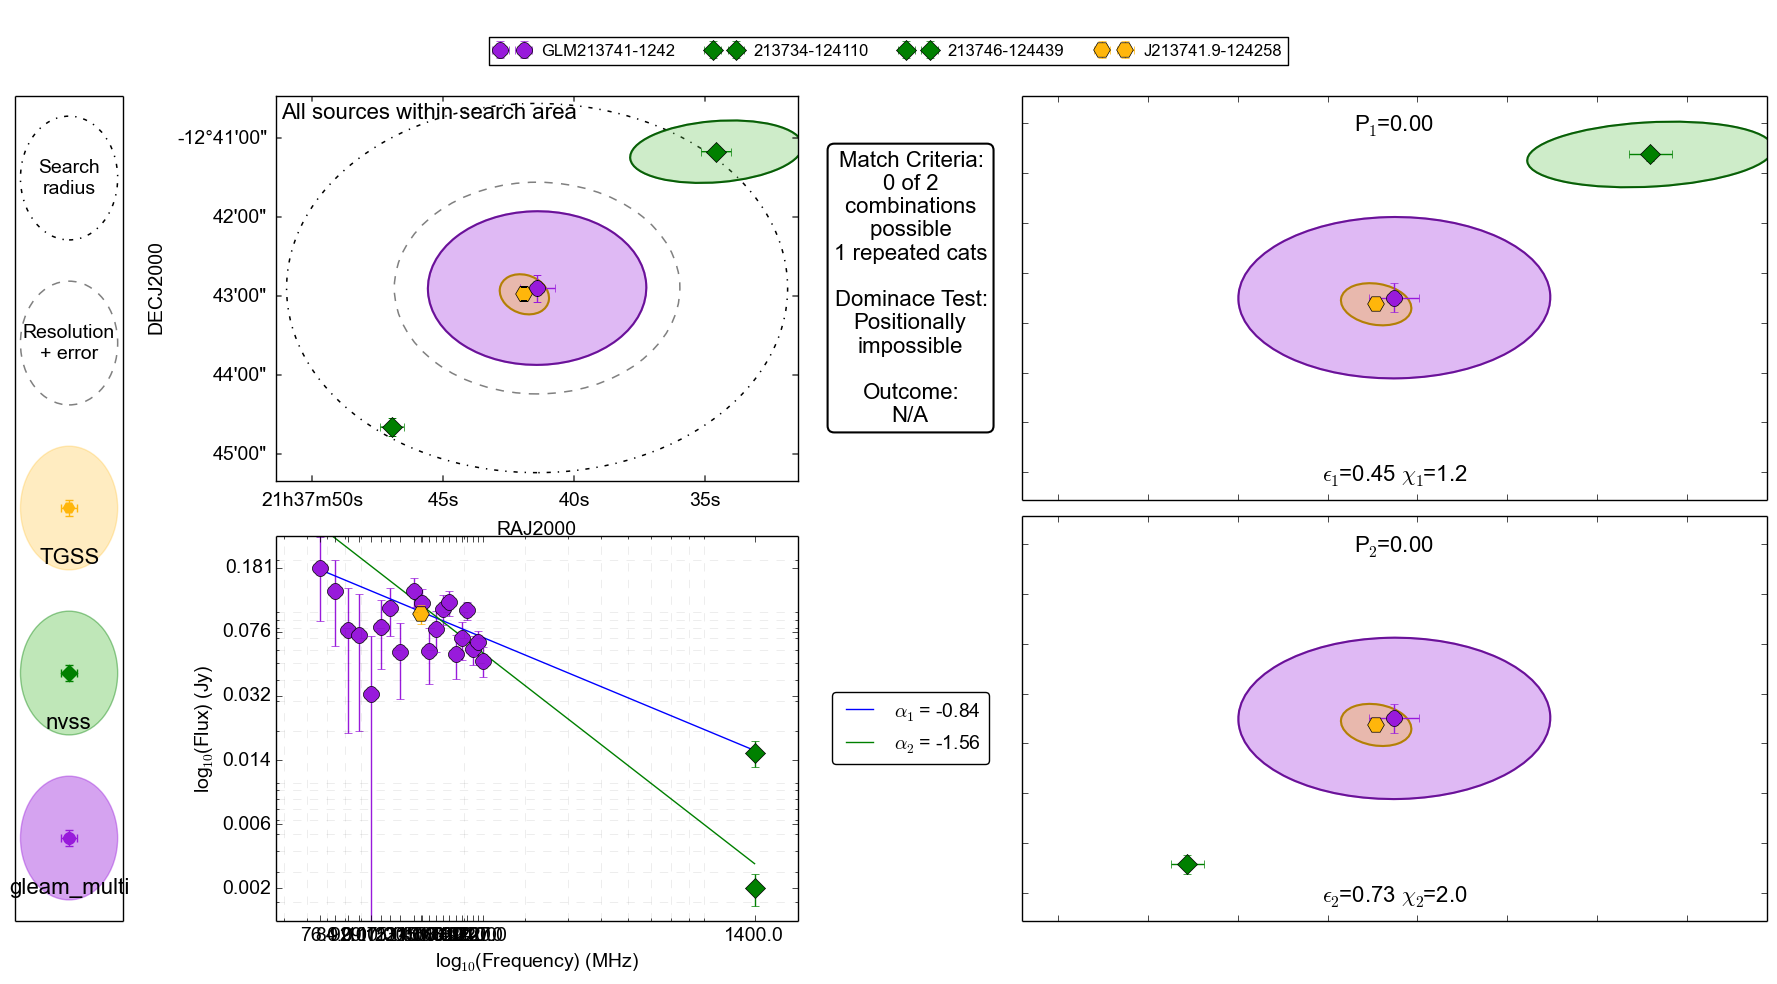 GLM213741-1242 213734-124110 213746-124439 J213741.9-124258
Search
radius
Resolution
+ error
TGSS
nvss
gleam_multi
All sources within search area
-12°41'00"
42'00"
43'00"
44'00"
45'00"
DECJ2000
21h37m50s 45s 40s 35s
RAJ2000
Match Criteria:
0 of 2
combinations
possible
1 repeated cats
Dominace Test:
Positionally
impossible
Outcome:
N/A
P₁=0.00
ϵ₁=0.45 χ₁=1.2
0.181
0.076
0.032
0.014
0.006
0.002
log₁₀(Flux) (Jy)
1400.0
log₁₀(Frequency) (MHz)
α₁ = -0.84
α₂ = -1.56
P₂=0.00
ϵ₂=0.73 χ₂=2.0